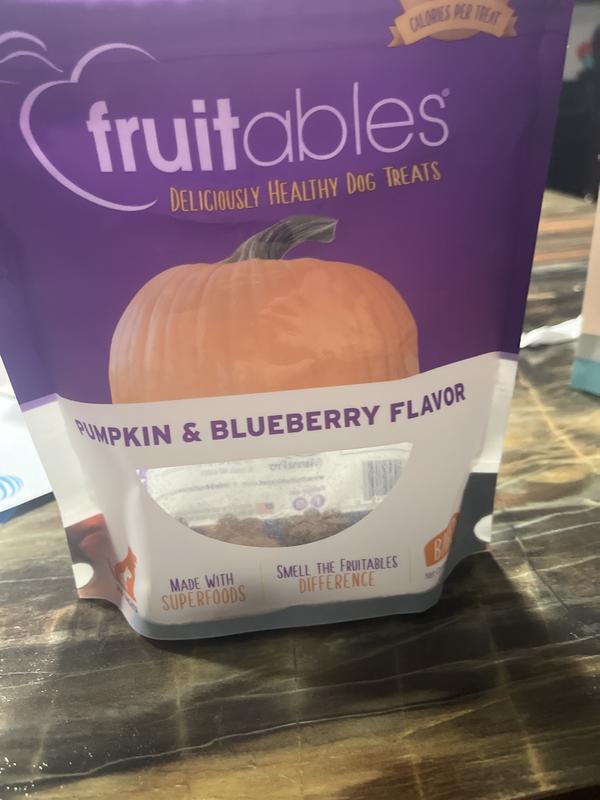 CALORIES PER TREAT
fruitables®
DELICIOUSLY HEALTHY DOG TREATS
PUMPKIN & BLUEBERRY FLAVOR
MADE WITH
SUPERFOODS
SMELL THE FRUITABLES
DIFFERENCE